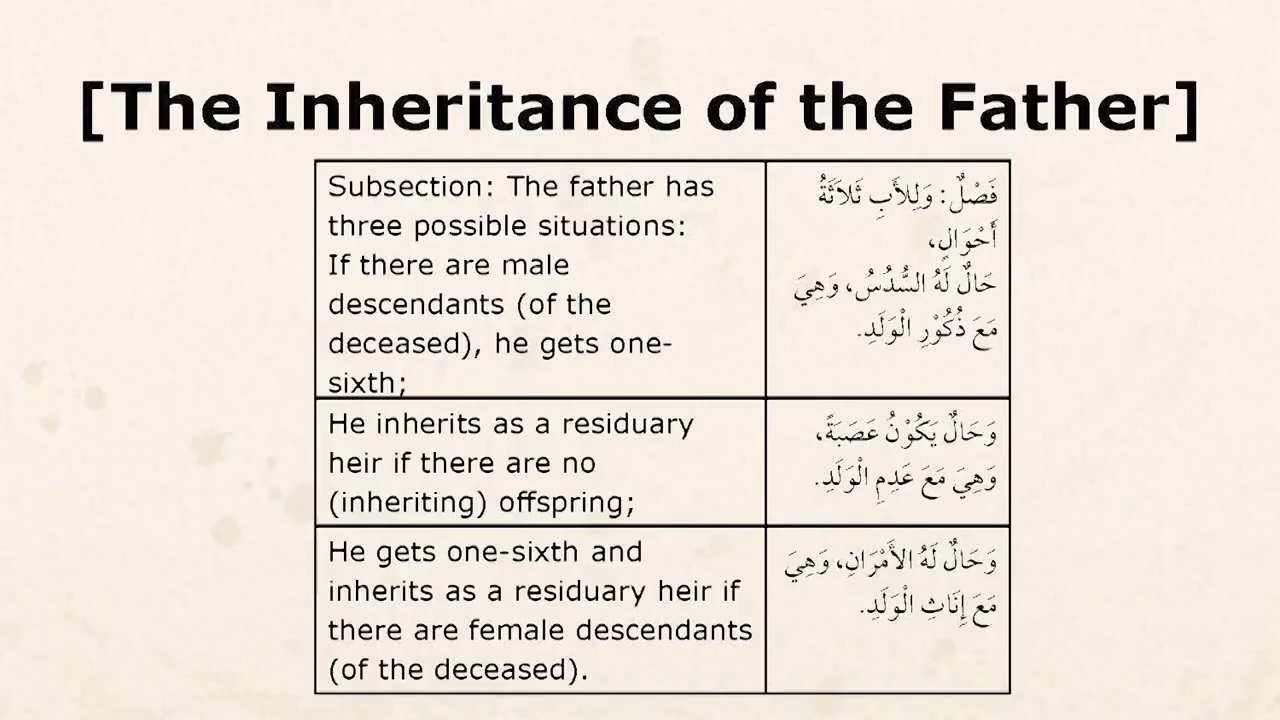 [The Inheritance of the Father]
Subsection: The father has
three possible situations:
If there are male
descendants (of the
deceased), he gets one-
sixth;
فَصْلٌ: وَلِلأَبِ ثَلاَثَةُ
أَحْوَالٍ،
حَالٌ لَهُ السُّدُسُ، وَهِيَ
مَعَ ذُكُوْرِ الْوَلَدِ.
He inherits as a residuary
heir if there are no
(inheriting) offspring;
وَحَالٌ يَكُوْنُ عَصَبَةً،
وَهِيَ مَعَ عَدِمِ الْوَلَدِ.
He gets one-sixth and
inherits as a residuary heir if
there are female descendants
(of the deceased).
وَحَالٌ لَهُ الأَمْرَانِ، وَهِيَ
مَعَ إِنَاثِ الْوَلَدِ.